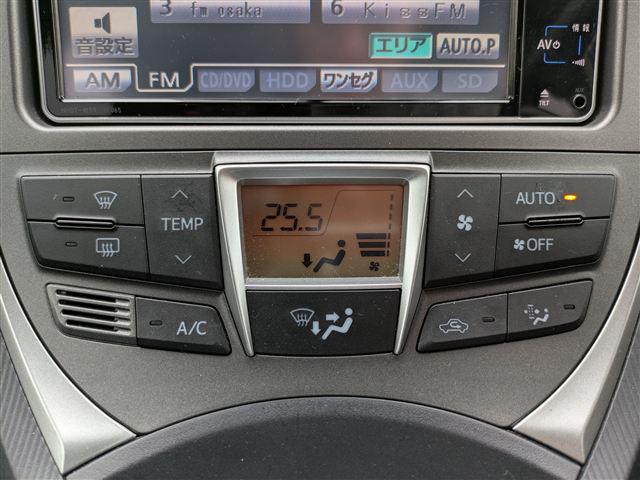 3 fm osaka
6 KissFM
音設定
エリア AUTO.P
AM FM CD/DVD HDD ワンセグ AUX SD
AV
情報
TILT
AUX
TEMP
25.5
AUTO
OFF
A/C